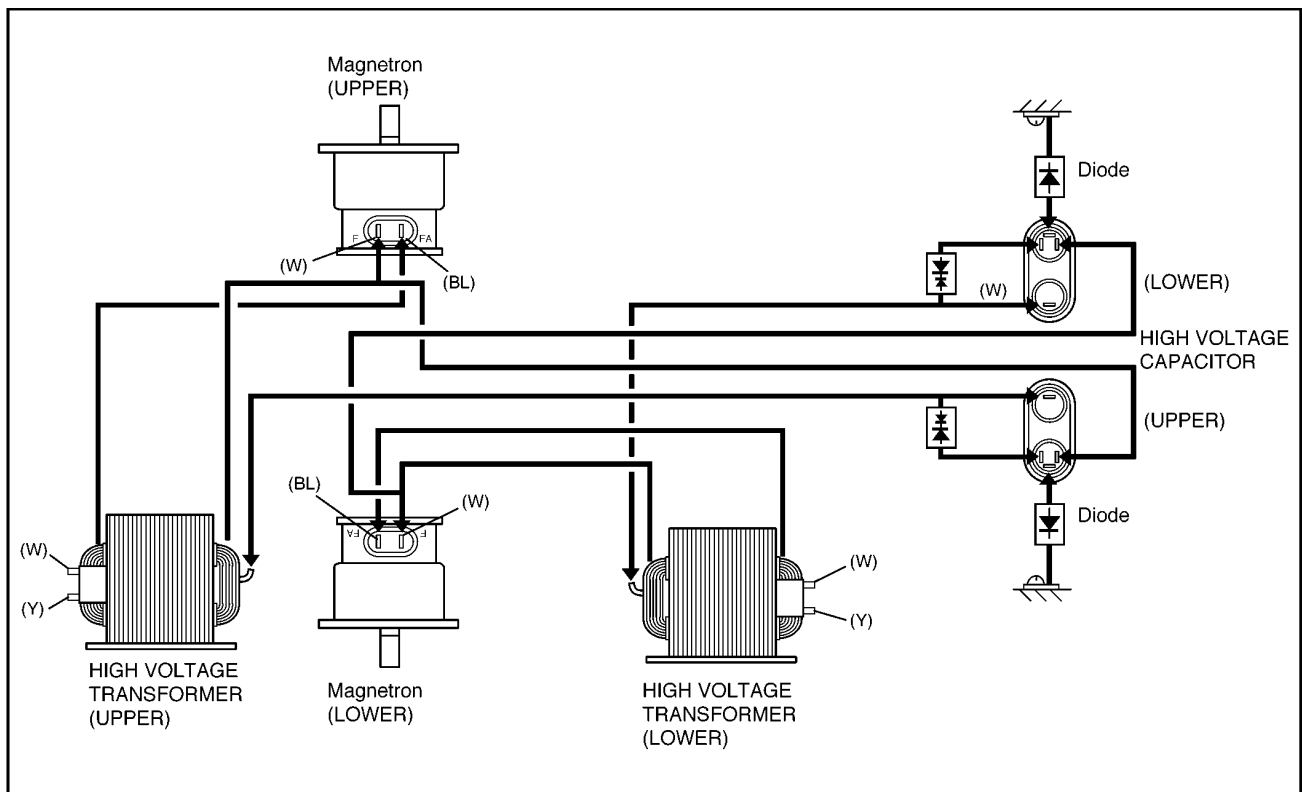 Magnetron
(UPPER)
F
FA
(W)
(BL)
Diode
(W)
(LOWER)
HIGH VOLTAGE
CAPACITOR
(UPPER)
Diode
(BL)
(W)
FA
F
(W)
(Y)
(W)
(Y)
HIGH VOLTAGE
TRANSFORMER
(UPPER)
Magnetron
(LOWER)
HIGH VOLTAGE
TRANSFORMER
(LOWER)